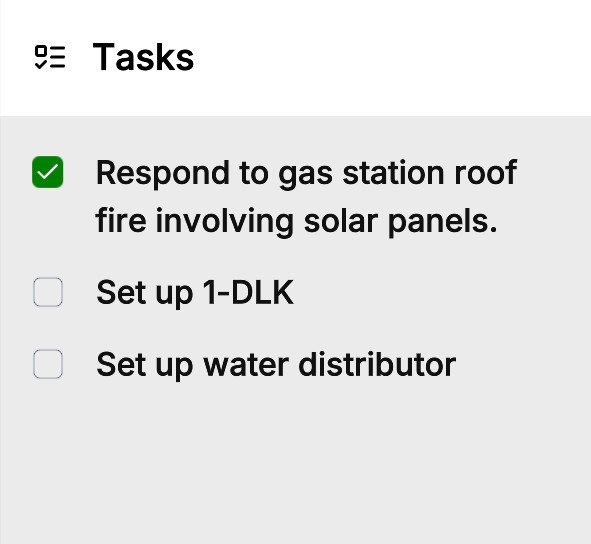 Tasks
Respond to gas station roof
fire involving solar panels.
Set up 1-DLK
Set up water distributor